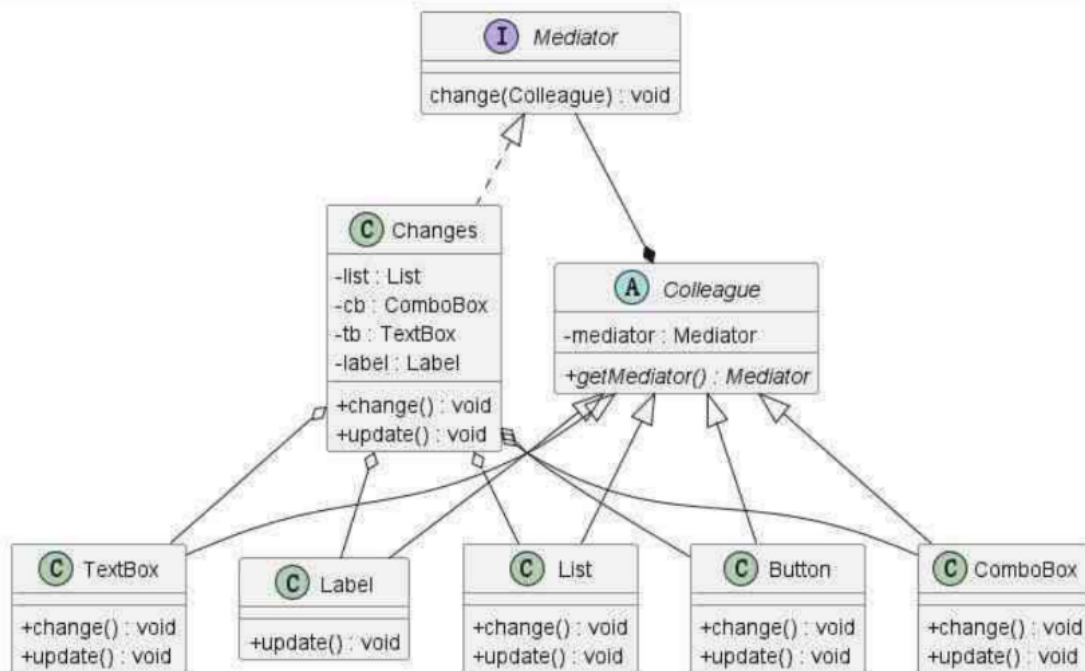 I Mediator
change(Colleague) : void
C Changes
-list : List
-cb : ComboBox
-tb : TextBox
-label : Label
+change() : void
+update() : void
A Colleague
-mediator : Mediator
+getMediator() : Mediator
C TextBox
+change() : void
+update() : void
C Label
+update() : void
C List
+change() : void
+update() : void
C Button
+change() : void
+update() : void
C ComboBox
+change() : void
+update() : void